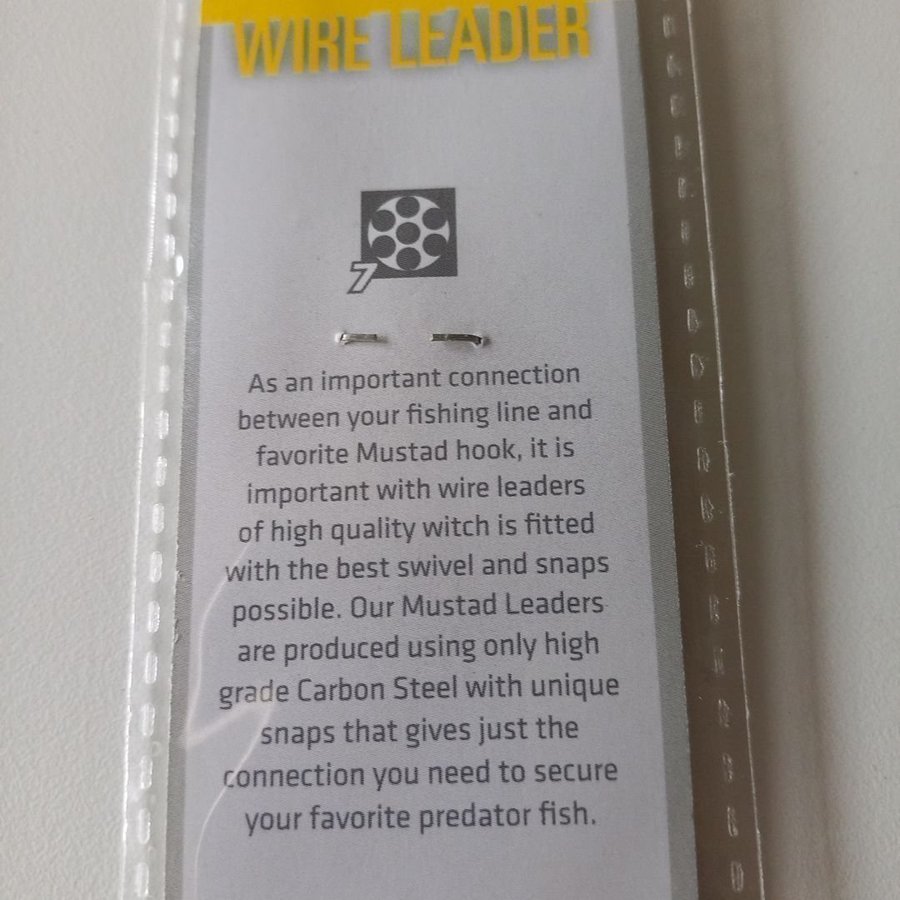 WIRE LEADER
7
As an important connection
between your fishing line and
favorite Mustad hook, it is
important with wire leaders
of high quality witch is fitted
with the best swivel and snaps
possible. Our Mustad Leaders
are produced using only high
grade Carbon Steel with unique
snaps that gives just the
connection you need to secure
your favorite predator fish.